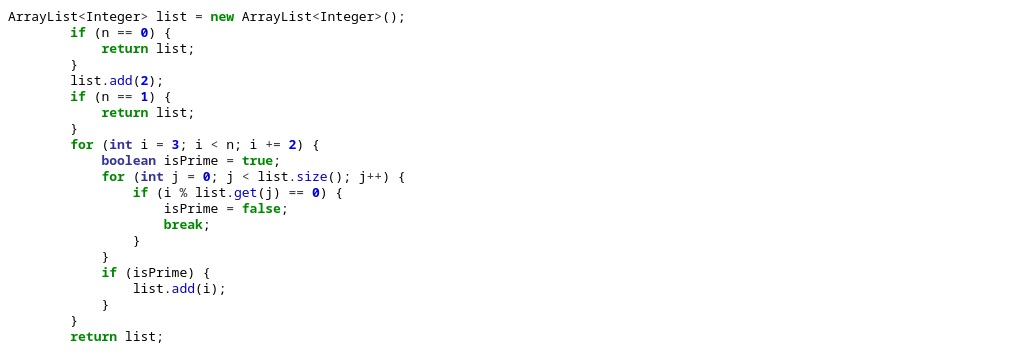 ArrayList<Integer> list = new ArrayList<Integer>();
        if (n == 0) {
            return list;
        }
        list.add(2);
        if (n == 1) {
            return list;
        }
        for (int i = 3; i < n; i += 2) {
            boolean isPrime = true;
            for (int j = 0; j < list.size(); j++) {
                if (i % list.get(j) == 0) {
                    isPrime = false;
                    break;
                }
            }
            if (isPrime) {
                list.add(i);
            }
        }
        return list;